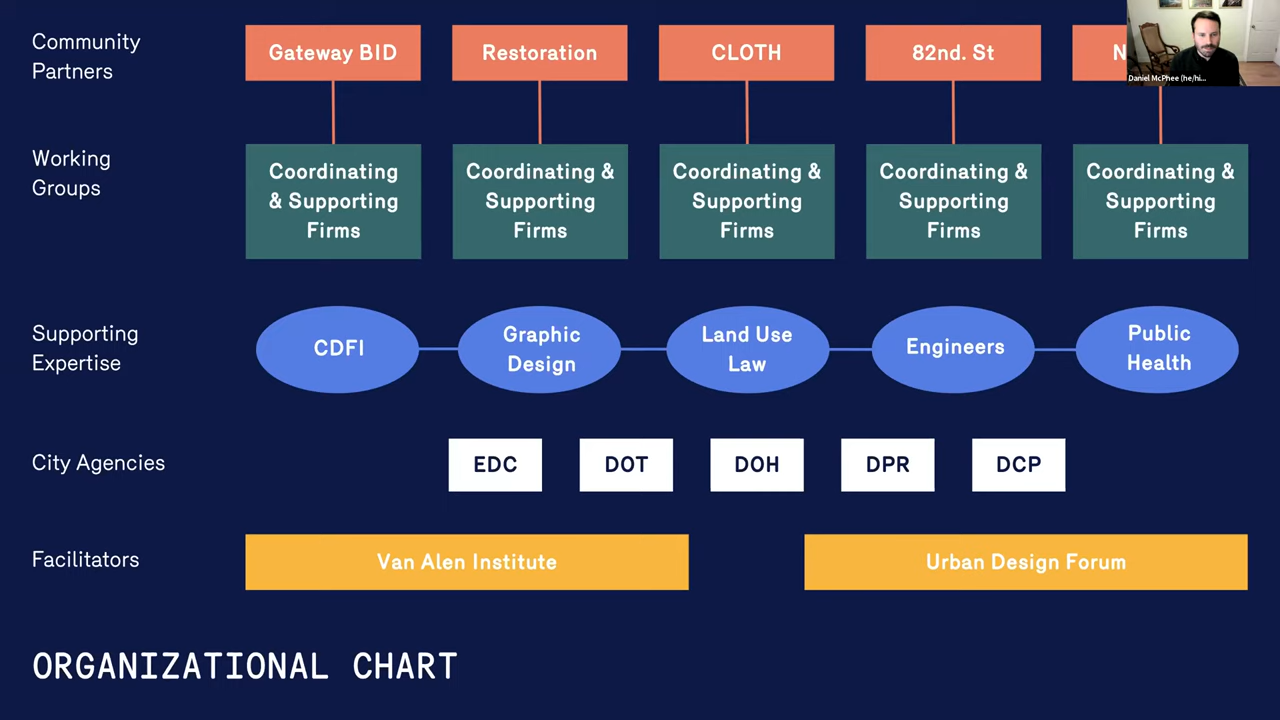 Community
Partners
Gateway BID
Restoration
CLOTH
82nd. St
Daniel McPhee (he/hi...
Working
Groups
Coordinating
& Supporting
Firms
Coordinating &
Supporting
Firms
Coordinating &
Supporting
Firms
Coordinating &
Supporting
Firms
Coordinating &
Supporting
Firms
Supporting
Expertise
CDFI
Graphic
Design
Land Use
Law
Engineers
Public
Health
City Agencies
EDC
DOT
DOH
DPR
DCP
Facilitators
Van Alen Institute
Urban Design Forum
ORGANIZATIONAL CHART